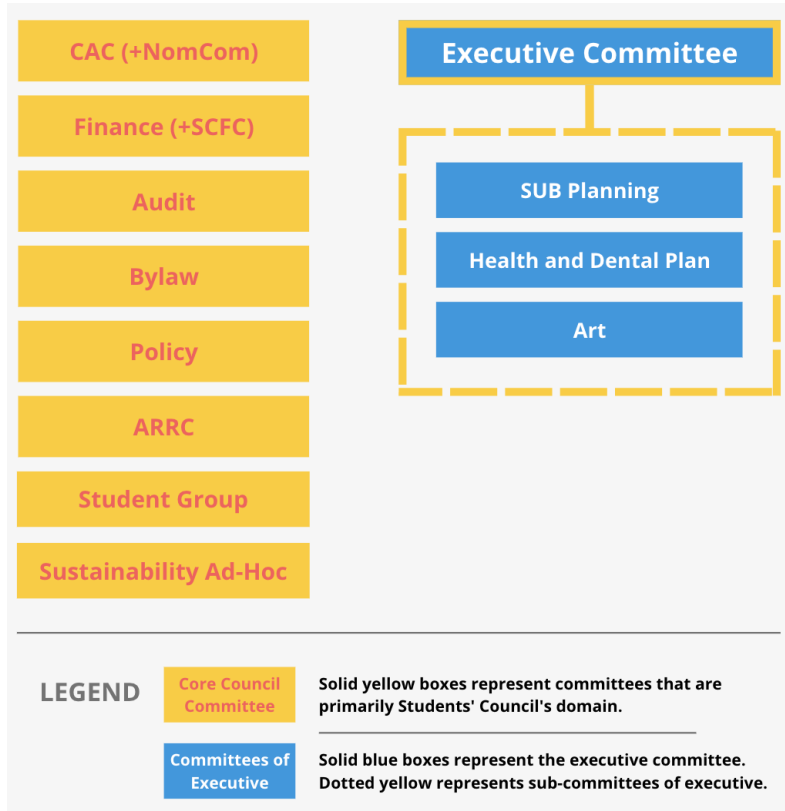 CAC (+NomCom)
Finance (+SCFC)
Audit
Bylaw
Policy
ARRC
Student Group
Sustainability Ad-Hoc
Executive Committee
SUB Planning
Health and Dental Plan
Art
LEGEND
Core Council
Committee
Solid yellow boxes represent committees that are
primarily Students' Council's domain.
Committees of
Executive
Solid blue boxes represent the executive committee.
Dotted yellow represents sub-committees of executive.